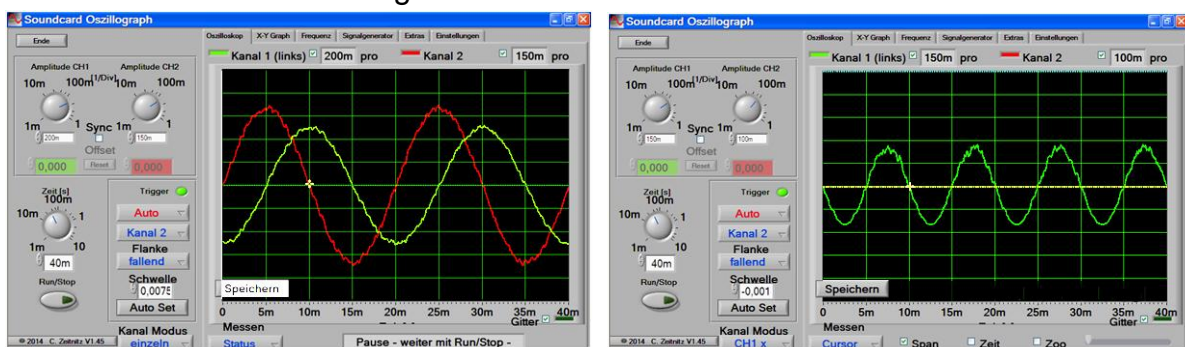 Soundcard Oszillograph
Ende
Oszilloskop X-Y Graph Frequenz Signalgenerator Extras Einstellungen
Kanal 1 (links) 200m pro Kanal 2 150m pro
Amplitude CH1 Amplitude CH2
10m 100m [1/Div] 10m 100m
1m 1 Sync 1m 1
200m 150m
Offset
0,000 Reset 0,000
Zeit [s]
100m
10m 1
1m 10
40m
Run/Stop
Trigger
Auto
Kanal 2
Flanke
fallend
Schwelle
0,0075
Auto Set
Kanal Modus
einzeln
Speichern
0 5m 10m 15m 20m 25m 30m 35m 40m
Gitter
Messen
Status
Pause - weiter mit Run/Stop -
© 2014 C. Zeitnitz V1.45
Soundcard Oszillograph
Ende
Oszilloskop X-Y Graph Frequenz Signalgenerator Extras Einstellungen
Kanal 1 (links) 150m pro Kanal 2 100m pro
Amplitude CH1 Amplitude CH2
10m 100m [1/Div] 10m 100m
1m 1 Sync 1m 1
150m 100m
Offset
0,000 Reset 0,000
Zeit [s]
100m
10m 1
1m 10
40m
Run/Stop
Trigger
Auto
Kanal 2
Flanke
fallend
Schwelle
-0,001
Auto Set
Kanal Modus
CH1 x
Speichern
0 5m 10m 15m 20m 25m 30m 35m 40m
Gitter
Messen
Cursor Span Zeit Zoo
© 2014 C. Zeitnitz V1.45